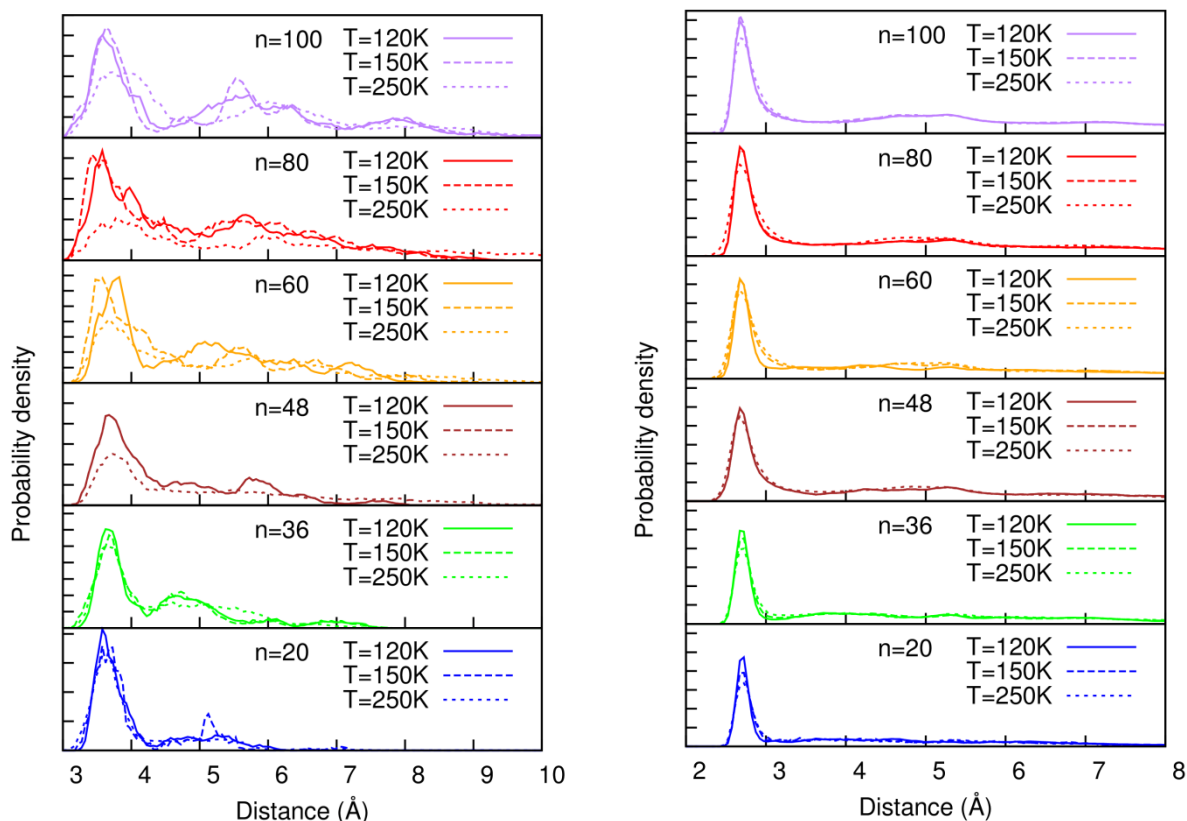 n=100 T=120K
T=150K
T=250K
n=80 T=120K
T=150K
T=250K
n=60 T=120K
T=150K
T=250K
n=48 T=120K
T=150K
T=250K
n=36 T=120K
T=150K
T=250K
n=20 T=120K
T=150K
T=250K
3 4 5 6 7 8 9 10
Distance (Å)
Probability density
n=100 T=120K
T=150K
T=250K
n=80 T=120K
T=150K
T=250K
n=60 T=120K
T=150K
T=250K
n=48 T=120K
T=150K
T=250K
n=36 T=120K
T=150K
T=250K
n=20 T=120K
T=150K
T=250K
2 3 4 5 6 7 8
Distance (Å)
Probability density